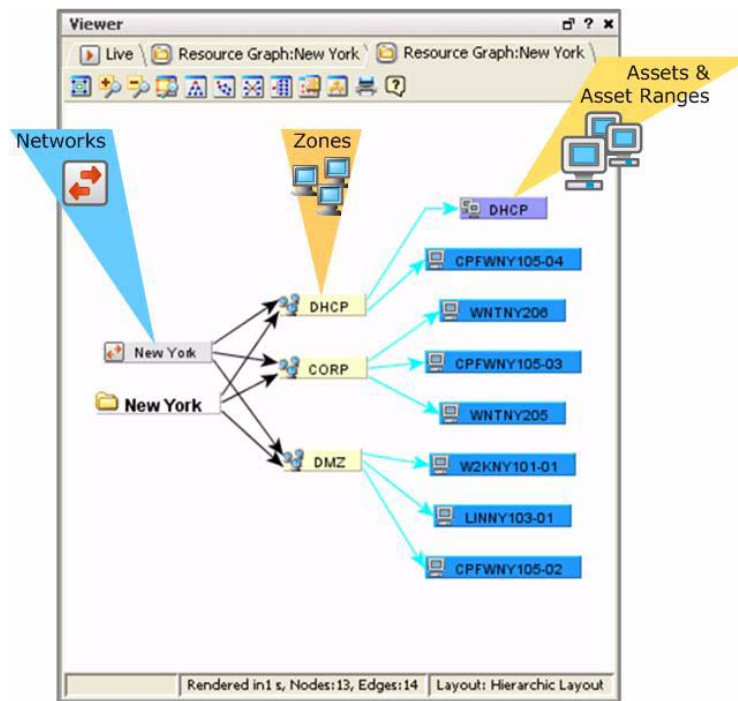 Viewer
Live
Resource Graph:New York
Resource Graph:New York
Networks
Zones
Assets &
Asset Ranges
DHCP
CPFWNY105-04
DHCP
WNTNY206
New York
CORP
CPFWNY105-03
New York
WNTNY205
DMZ
W2KNY101-01
LINNY103-01
CPFWNY105-02
Rendered in1 s, Nodes:13, Edges:14
Layout: Hierarchic Layout